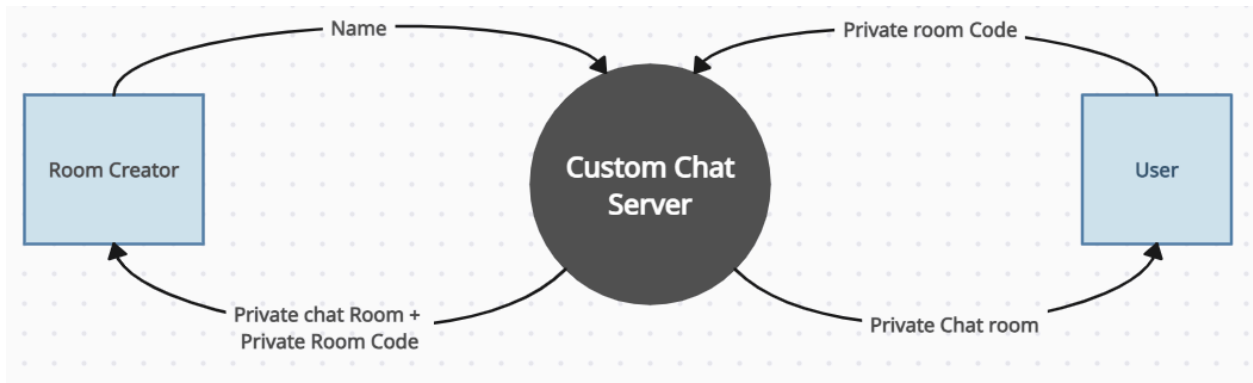 Name
Private room Code
Room Creator
Custom Chat
Server
User
Private chat Room +
Private Room Code
Private Chat room